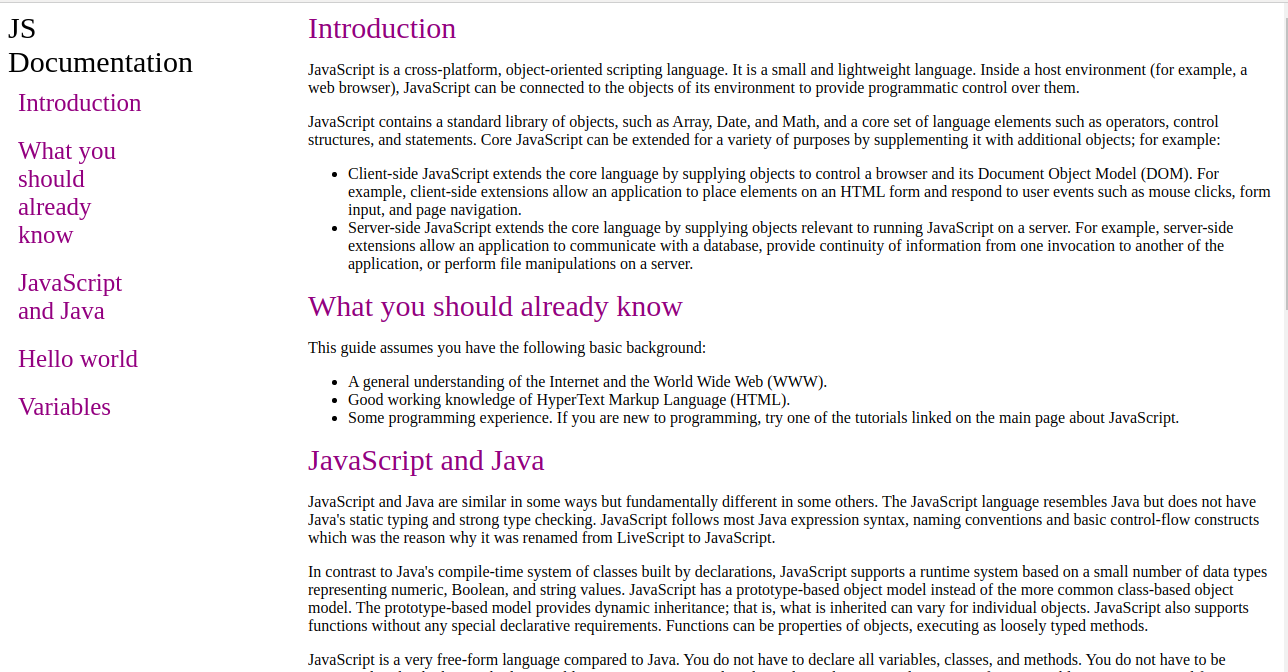 JS
Documentation
Introduction
What you
should
already
know
JavaScript
and Java
Hello world
Variables
Introduction
JavaScript is a cross-platform, object-oriented scripting language. It is a small and lightweight language. Inside a host environment (for example, a
web browser), JavaScript can be connected to the objects of its environment to provide programmatic control over them.
JavaScript contains a standard library of objects, such as Array, Date, and Math, and a core set of language elements such as operators, control
structures, and statements. Core JavaScript can be extended for a variety of purposes by supplementing it with additional objects; for example:
• Client-side JavaScript extends the core language by supplying objects to control a browser and its Document Object Model (DOM). For
example, client-side extensions allow an application to place elements on an HTML form and respond to user events such as mouse clicks, form
input, and page navigation.
• Server-side JavaScript extends the core language by supplying objects relevant to running JavaScript on a server. For example, server-side
extensions allow an application to communicate with a database, provide continuity of information from one invocation to another of the
application, or perform file manipulations on a server.
What you should already know
This guide assumes you have the following basic background:
• A general understanding of the Internet and the World Wide Web (WWW).
• Good working knowledge of HyperText Markup Language (HTML).
• Some programming experience. If you are new to programming, try one of the tutorials linked on the main page about JavaScript.
JavaScript and Java
JavaScript and Java are similar in some ways but fundamentally different in some others. The JavaScript language resembles Java but does not have
Java's static typing and strong type checking. JavaScript follows most Java expression syntax, naming conventions and basic control-flow constructs
which was the reason why it was renamed from LiveScript to JavaScript.
In contrast to Java's compile-time system of classes built by declarations, JavaScript supports a runtime system based on a small number of data types
representing numeric, Boolean, and string values. JavaScript has a prototype-based object model instead of the more common class-based object
model. The prototype-based model provides dynamic inheritance; that is, what is inherited can vary for individual objects. JavaScript also supports
functions without any special declarative requirements. Functions can be properties of objects, executing as loosely typed methods.
JavaScript is a very free-form language compared to Java. You do not have to declare all variables, classes, and methods. You do not have to be